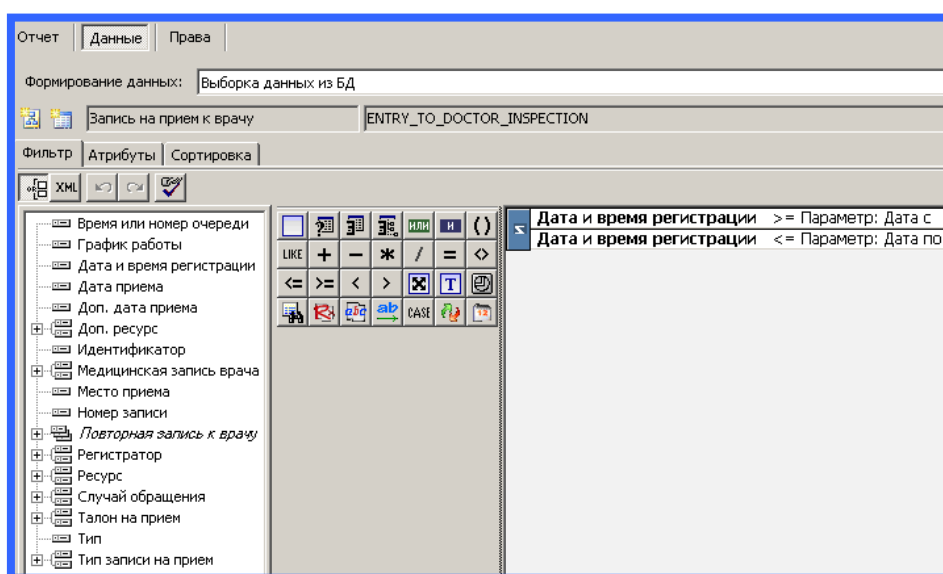 Отчет Данные Права
Формирование данных: Выборка данных из БД
Запись на прием к врачу ENTRY_TO_DOCTOR_INSPECTION
Фильтр Атрибуты Сортировка
XML
Время или номер очереди
График работы
Дата и время регистрации
Дата приема
Доп. дата приема
Доп. ресурс
Идентификатор
Медицинская запись врача
Место приема
Номер записи
Повторная запись к врачу
Регистратор
Ресурс
Случай обращения
Талон на прием
Тип
Тип записи на прием
ИЛИ И ()
LIKE + − ж / = <>
<= >= < > T
ab CASE 12
Дата и время регистрации >= Параметр: Дата с
Дата и время регистрации <= Параметр: Дата по